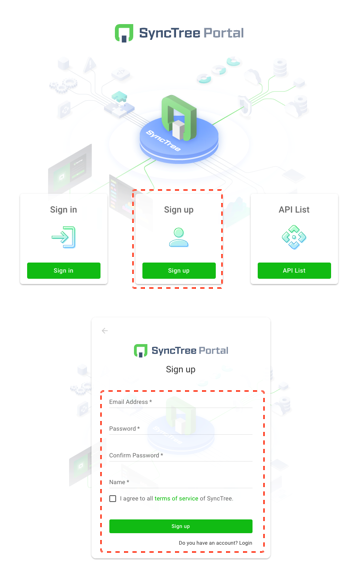 SyncTree Portal
SyncTree
Sign in
Sign up
API List
Sign in
Sign up
API List
SyncTree Portal
Sign up
Email Address *
Password *
Confirm Password *
Name *
I agree to all terms of service of SyncTree.
Sign up
Do you have an account? Login